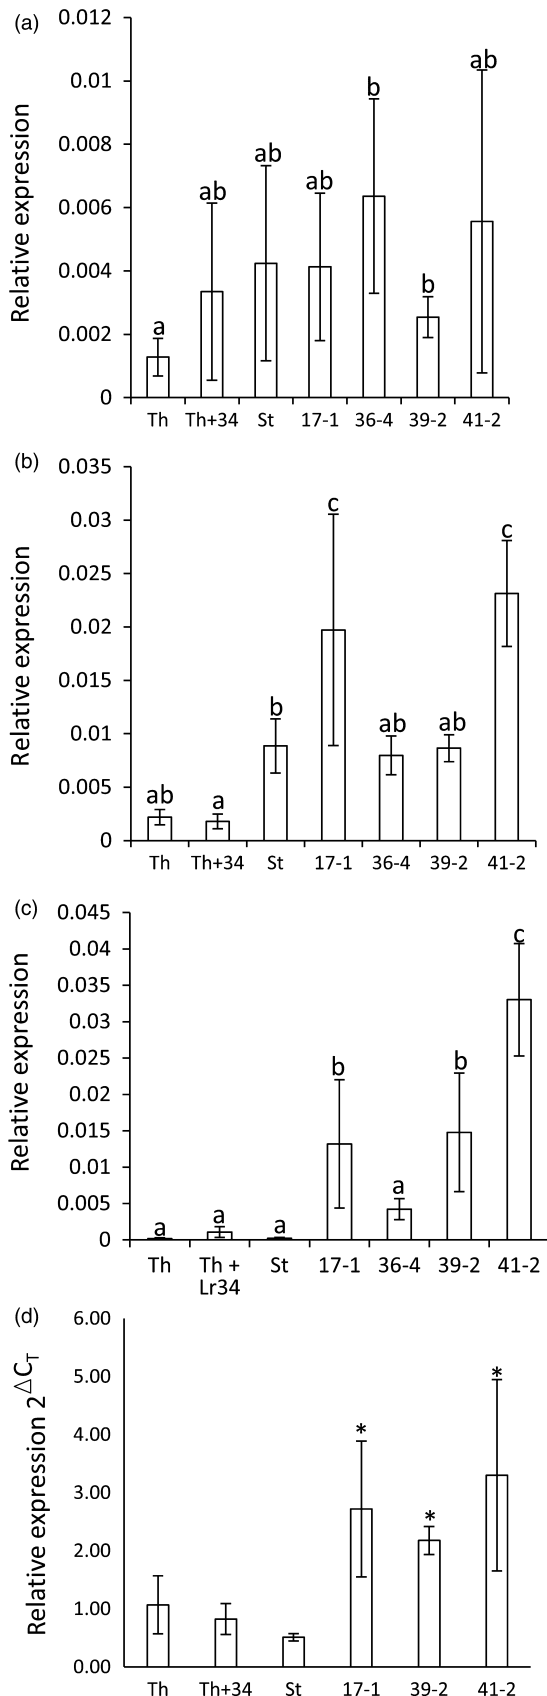 (a)
Relative expression
0.012
0.01
0.008
0.006
0.004
0.002
0
a
ab
ab
ab
b
b
ab
Th Th+34 St 17-1 36-4 39-2 41-2
(b)
Relative expression
0.035
0.03
0.025
0.02
0.015
0.01
0.005
0
ab
a
b
c
ab
ab
c
Th Th+34 St 17-1 36-4 39-2 41-2
(c)
Relative expression
0.045
0.04
0.035
0.03
0.025
0.02
0.015
0.01
0.005
0
a
a
a
b
a
b
c
Th Th + St 17-1 36-4 39-2 41-2
Lr34
(d)
Relative expression 2^△C_T
6.00
5.00
4.00
3.00
2.00
1.00
0.00
*
*
*
Th Th+34 St 17-1 39-2 41-2